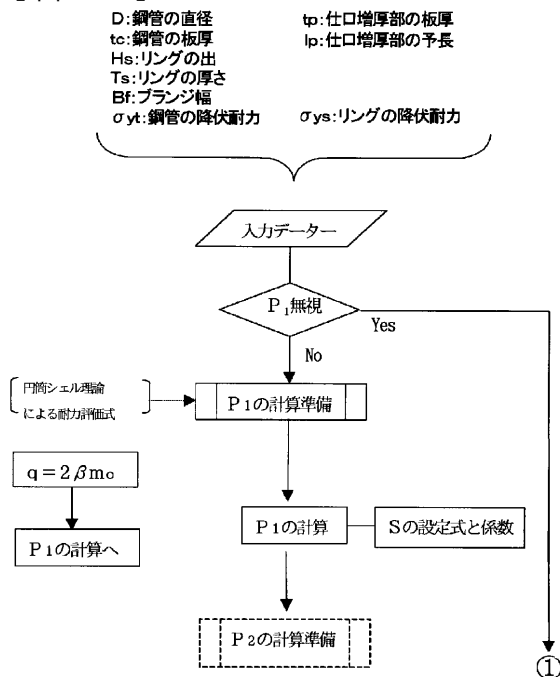 D:鋼管の直径 tp:仕口増厚部の板厚
tc:鋼管の板厚 lp:仕口増厚部の予長
Hs:リングの出
Ts:リングの厚さ
Bf:フランジ幅
σyt:鋼管の降伏耐力 σys:リングの降伏耐力
入力データー
P1無視
Yes
No
円筒シェル理論
による耐力評価式
P1の計算準備
q=2βmo
P1の計算へ
P1の計算
Sの設定式と係数
P2の計算準備
①